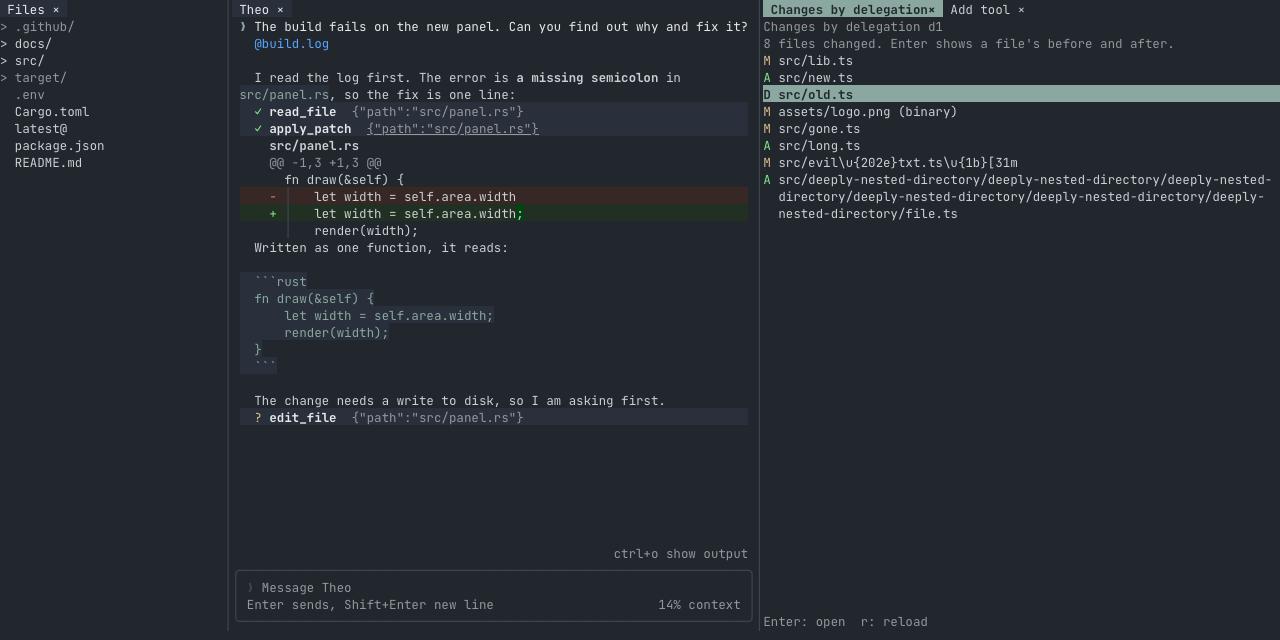 Files ×
> .github/
> docs/
> src/
> target/
.env
Cargo.toml
latest@
package.json
README.md
Theo ×
❫ The build fails on the new panel. Can you find out why and fix it?
@build.log
I read the log first. The error is a missing semicolon in
src/panel.rs, so the fix is one line:
✓ read_file  {"path":"src/panel.rs"}
✓ apply_patch  {"path":"src/panel.rs"}
src/panel.rs
@@ -1,3 +1,3 @@
fn draw(&self) {
-     let width = self.area.width
+     let width = self.area.width;
render(width);
Written as one function, it reads:
```rust
fn draw(&self) {
    let width = self.area.width;
    render(width);
}
```
The change needs a write to disk, so I am asking first.
? edit_file  {"path":"src/panel.rs"}
ctrl+o show output
❫ Message Theo
Enter sends, Shift+Enter new line  14% context
Changes by delegation×  Add tool ×
Changes by delegation d1
8 files changed. Enter shows a file's before and after.
M src/lib.ts
A src/new.ts
D src/old.ts
M assets/logo.png (binary)
M src/gone.ts
A src/long.ts
M src/evil\u{202e}txt.ts\u{1b}[31m
A src/deeply-nested-directory/deeply-nested-directory/deeply-nested-
directory/deeply-nested-directory/deeply-nested-directory/deeply-
nested-directory/file.ts
Enter: open  r: reload